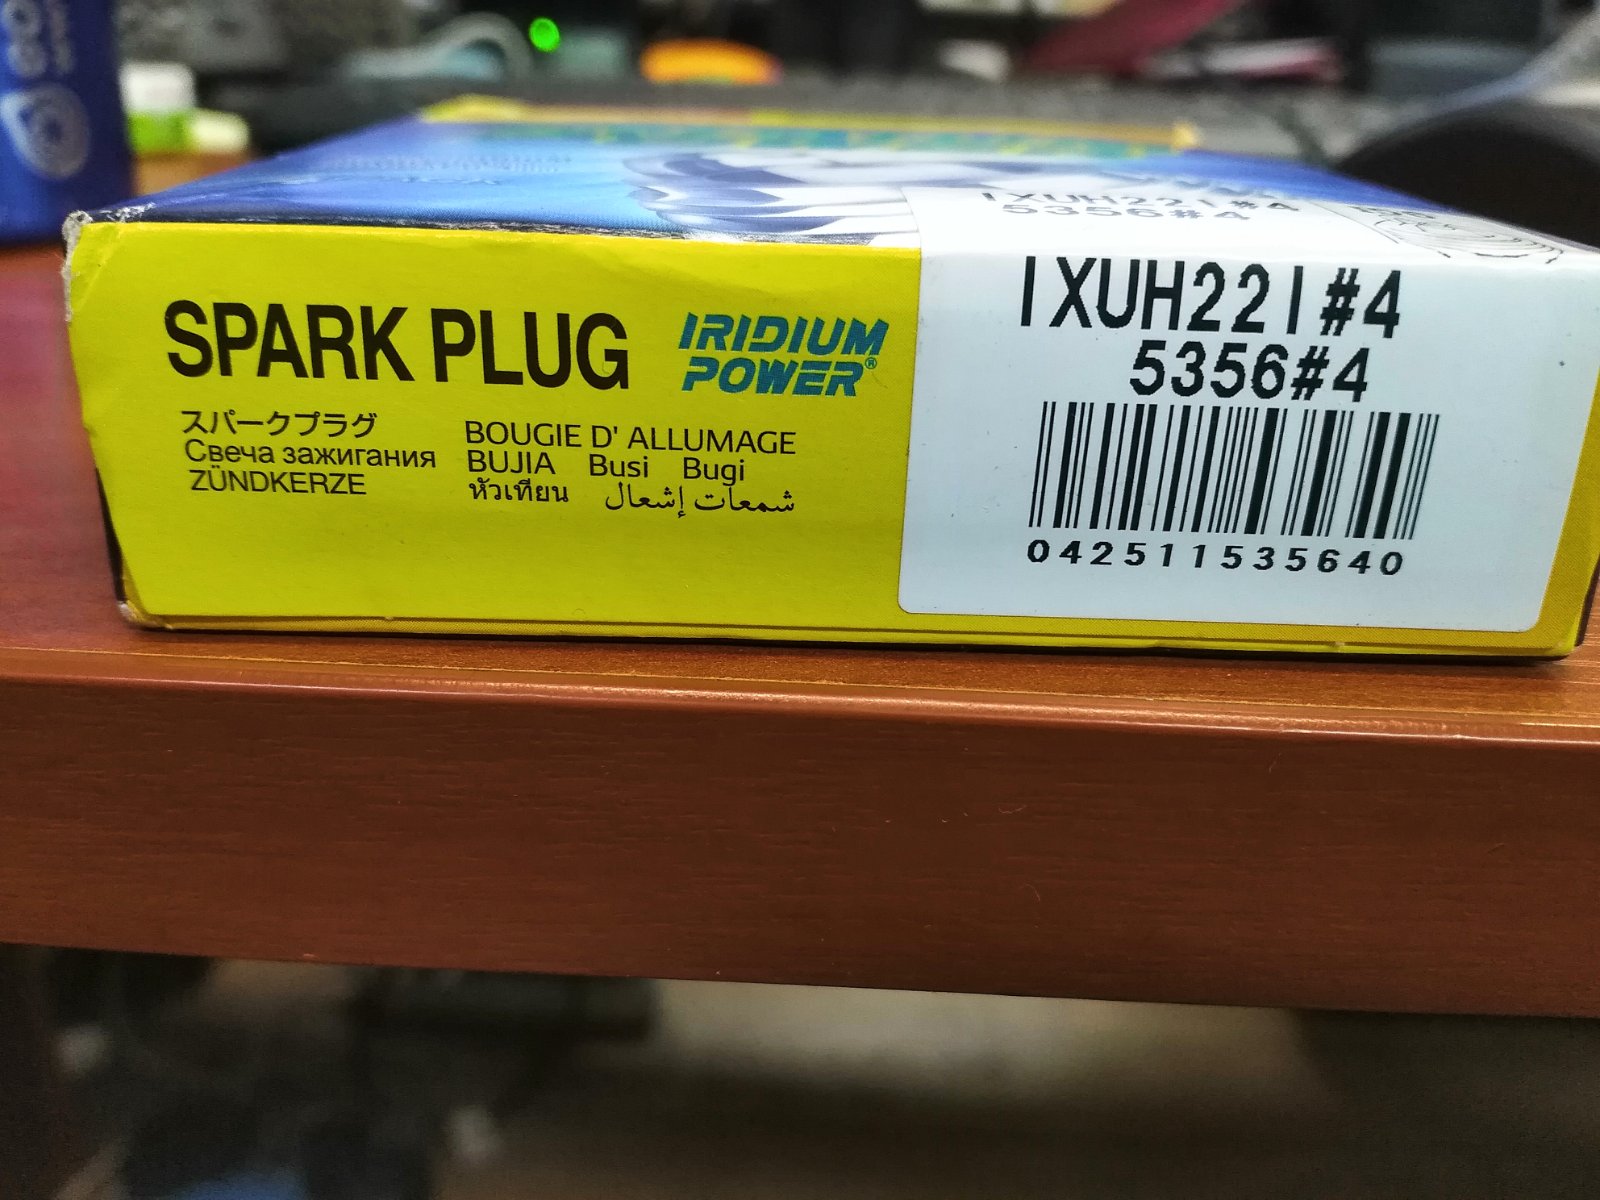 IXUH22I#4
5356#4
SPARK PLUG
IRIDIUM
POWER®
スパークプラグ
Свеча зажигания
ZÜNDKERZE
BOUGIE D' ALLUMAGE
BUJIA Busi Bugi
หัวเทียน شمعات إشعال
IXUH22I#4
5356#4
042511535640